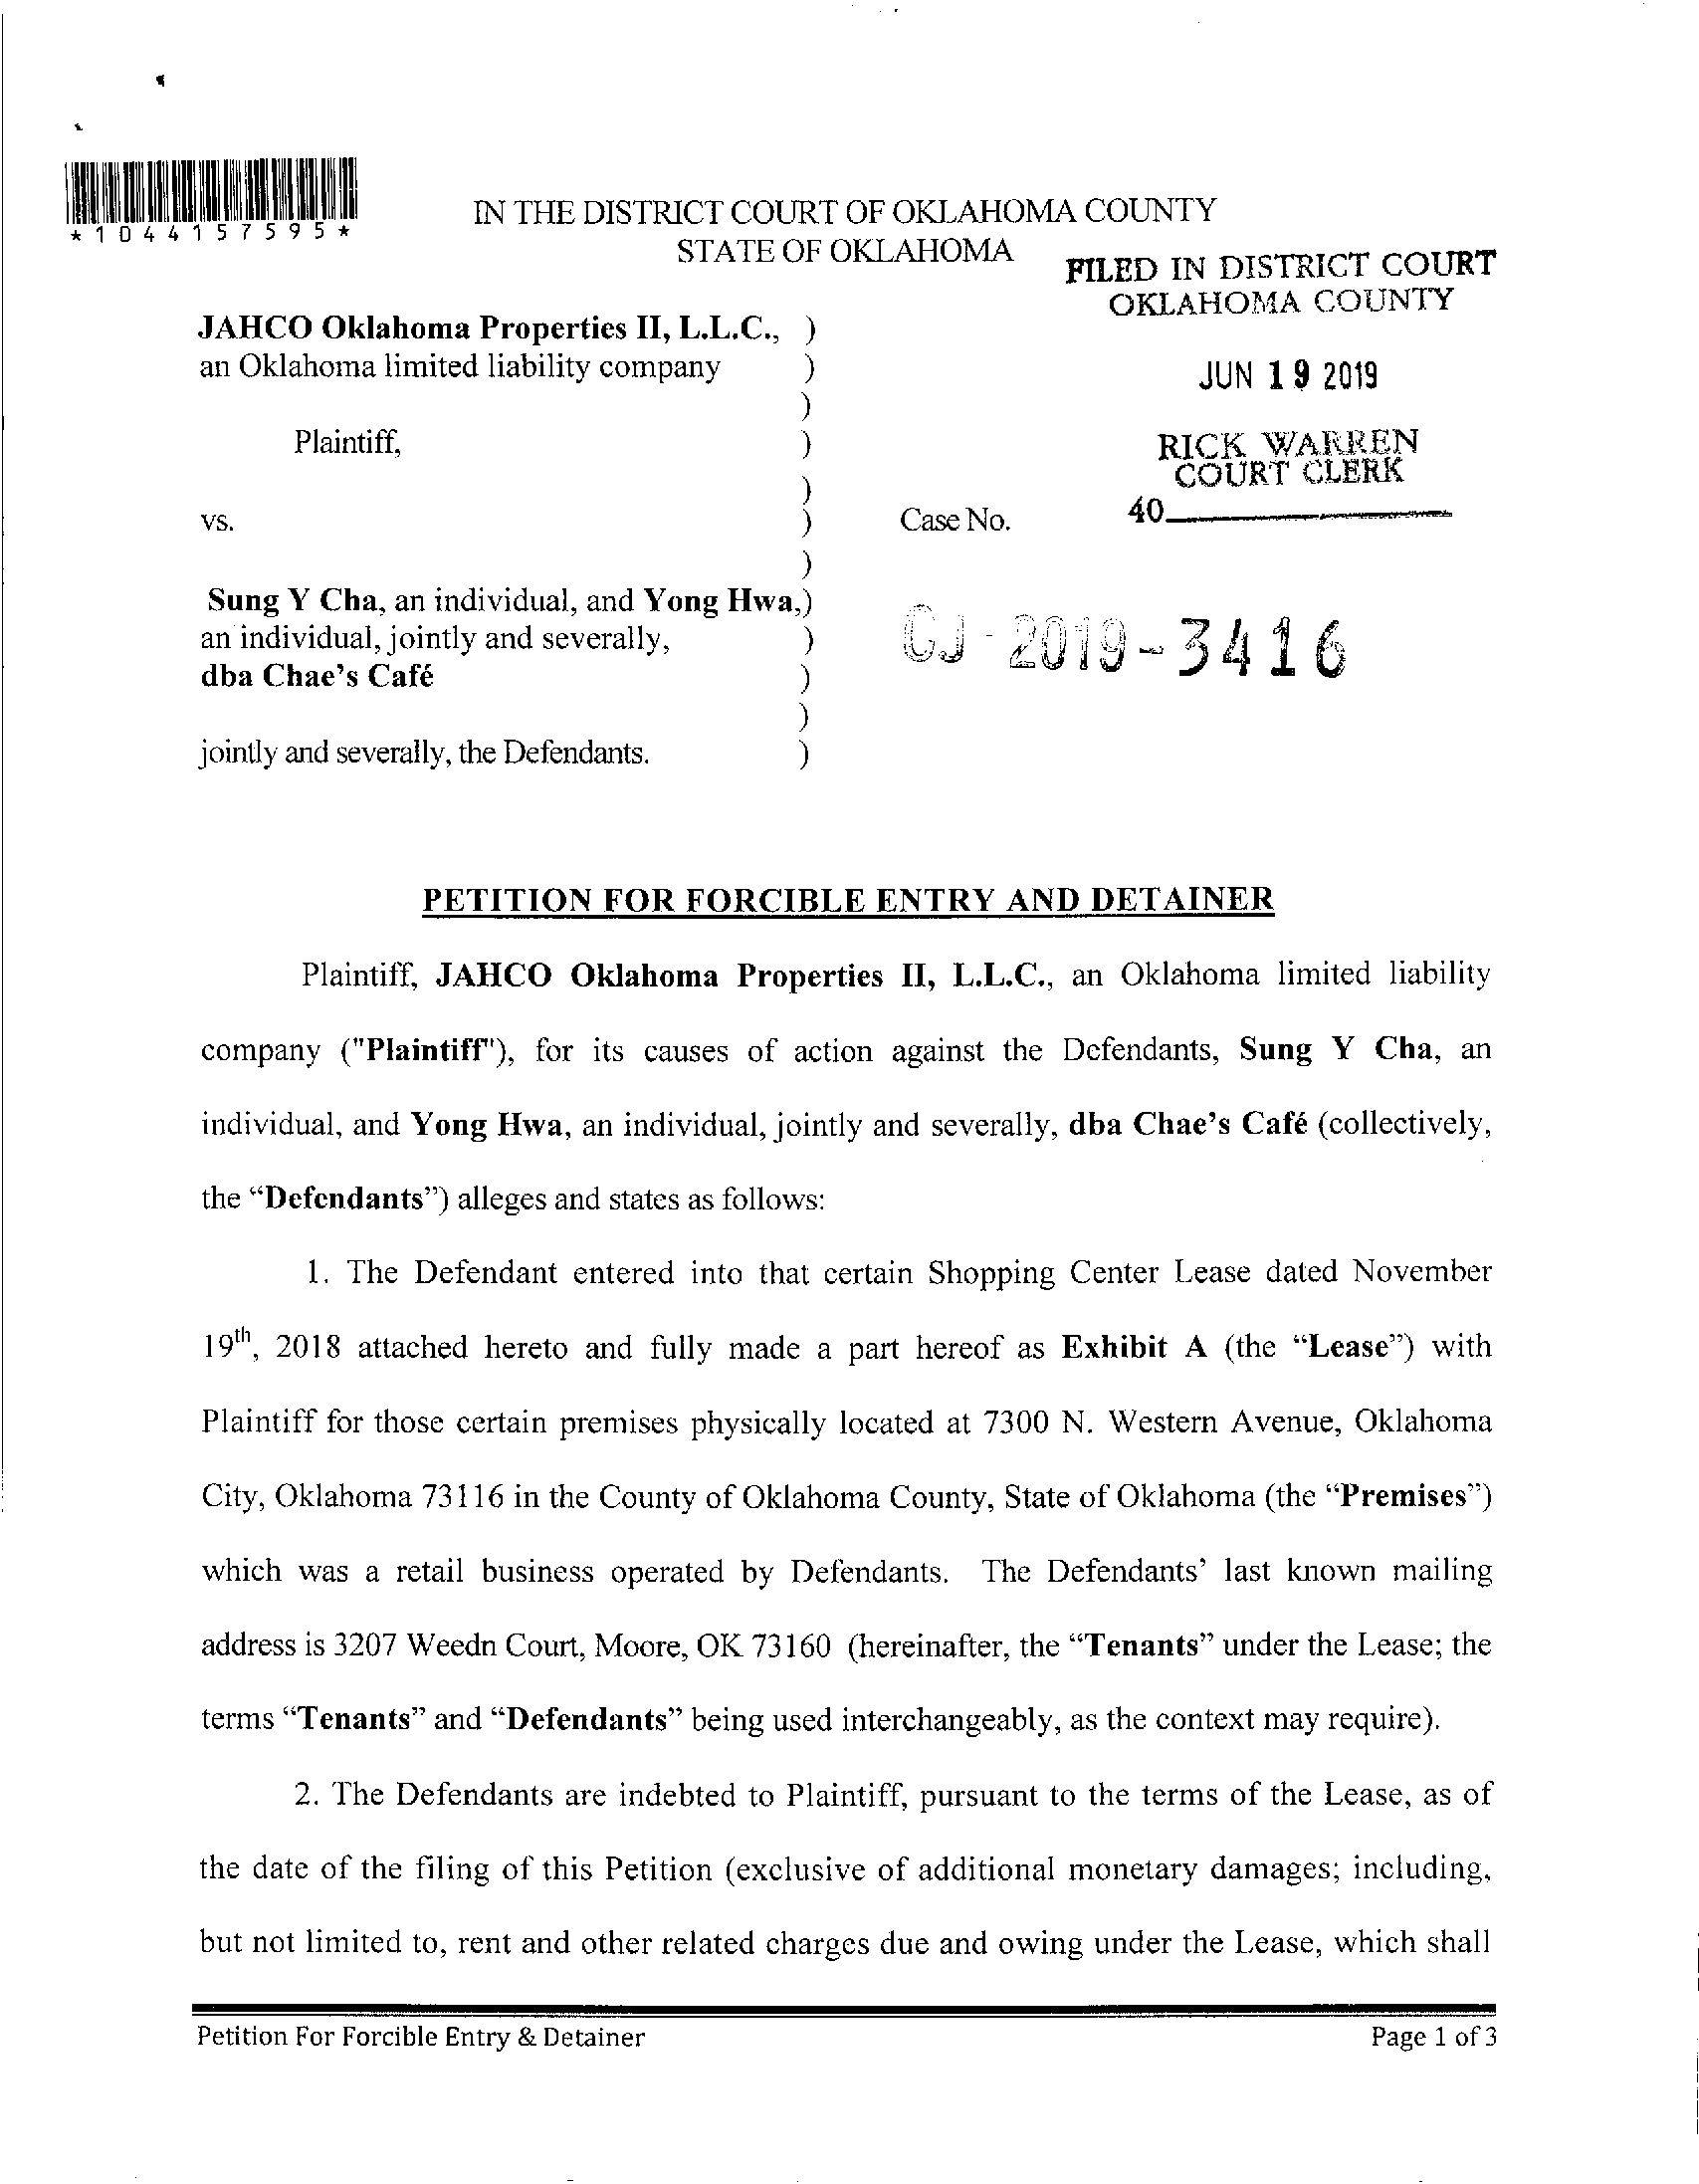 *1044157595*
IN THE DISTRICT COURT OF OKLAHOMA COUNTY
STATE OF OKLAHOMA
FILED IN DISTRICT COURT
OKLAHOMA COUNTY
JUN 19 2019
RICK WARREN
COURT CLERK
40
JAHCO Oklahoma Properties II, L.L.C., )
an Oklahoma limited liability company )
)
Plaintiff, )
)
vs. ) Case No.
)
Sung Y Cha, an individual, and Yong Hwa,)
an individual, jointly and severally, )
dba Chae's Café )
)
jointly and severally, the Defendants. )
CJ-2019-3416
PETITION FOR FORCIBLE ENTRY AND DETAINER
Plaintiff, JAHCO Oklahoma Properties II, L.L.C., an Oklahoma limited liability
company ("Plaintiff"), for its causes of action against the Defendants, Sung Y Cha, an
individual, and Yong Hwa, an individual, jointly and severally, dba Chae's Café (collectively,
the “Defendants”) alleges and states as follows:
1. The Defendant entered into that certain Shopping Center Lease dated November
19th, 2018 attached hereto and fully made a part hereof as Exhibit A (the “Lease”) with
Plaintiff for those certain premises physically located at 7300 N. Western Avenue, Oklahoma
City, Oklahoma 73116 in the County of Oklahoma County, State of Oklahoma (the “Premises”)
which was a retail business operated by Defendants. The Defendants’ last known mailing
address is 3207 Weedn Court, Moore, OK 73160 (hereinafter, the “Tenants” under the Lease; the
terms “Tenants” and “Defendants” being used interchangeably, as the context may require).
2. The Defendants are indebted to Plaintiff, pursuant to the terms of the Lease, as of
the date of the filing of this Petition (exclusive of additional monetary damages; including,
but not limited to, rent and other related charges due and owing under the Lease, which shall
Petition For Forcible Entry & Detainer Page 1 of 3